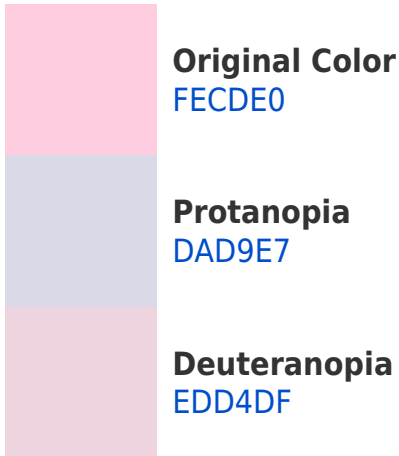 Original Color
FECDE0
Protanopia
DAD9E7
Deuteranopia
EDD4DF